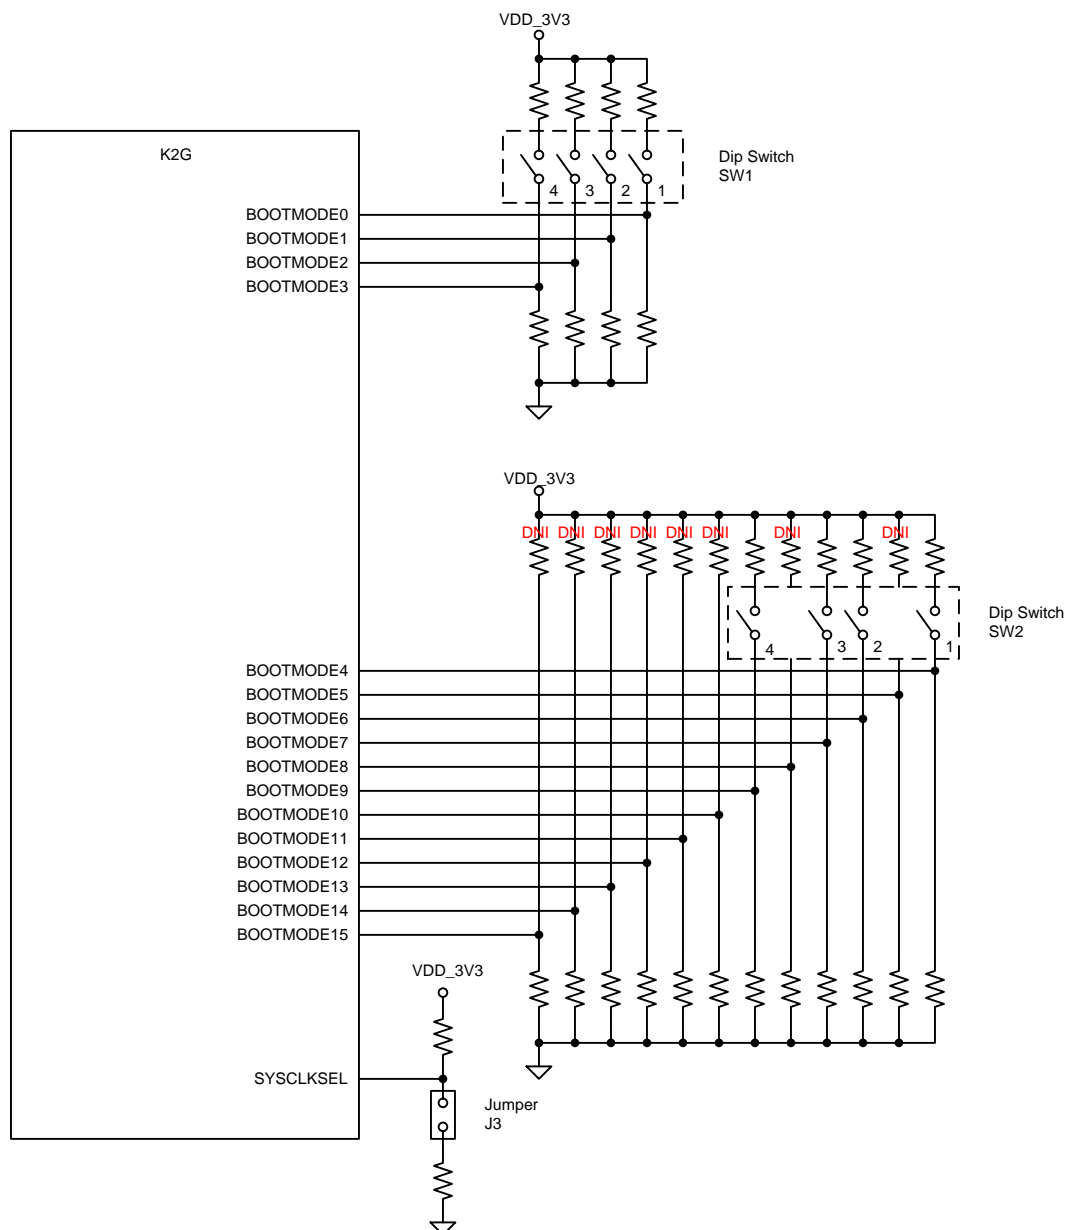 VDD_3V3
K2G
Dip Switch
SW1
4 3 2 1
BOOTMODE0
BOOTMODE1
BOOTMODE2
BOOTMODE3
VDD_3V3
DNI DNI DNI DNI DNI DNI DNI DNI
Dip Switch
SW2
4 3 2 1
BOOTMODE4
BOOTMODE5
BOOTMODE6
BOOTMODE7
BOOTMODE8
BOOTMODE9
BOOTMODE10
BOOTMODE11
BOOTMODE12
BOOTMODE13
BOOTMODE14
BOOTMODE15
VDD_3V3
SYSCLKSEL
Jumper
J3